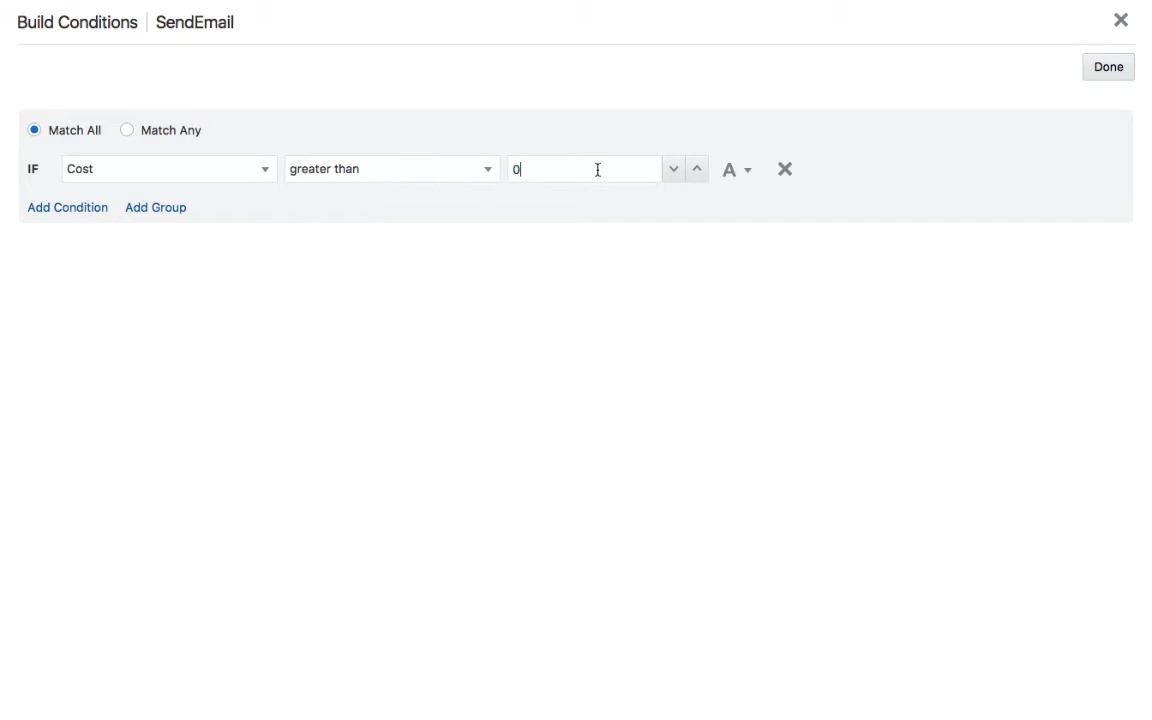 Build Conditions SendEmail
Done
Match All Match Any
IF Cost greater than 0 A
Add Condition Add Group